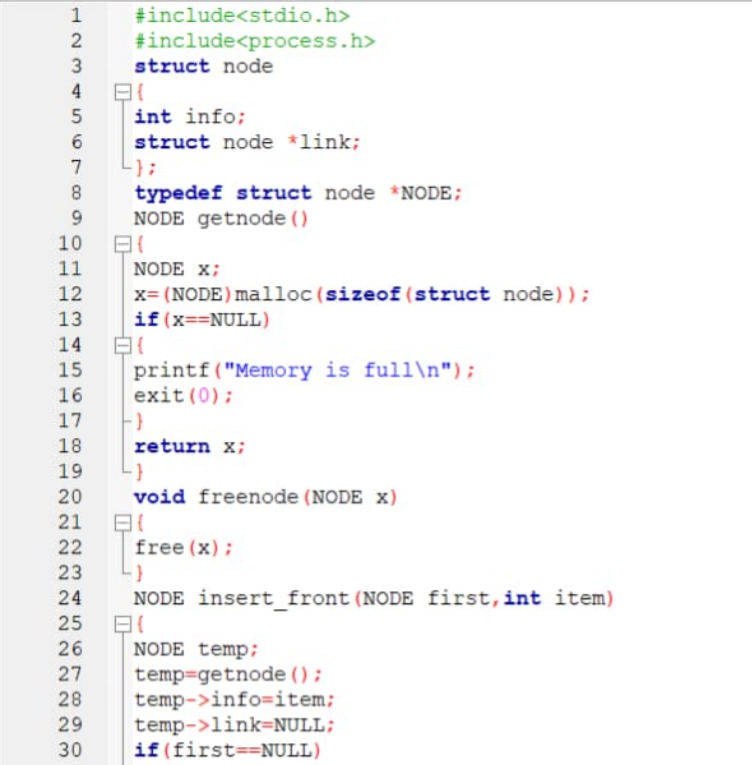 1 #include<stdio.h>
2 #include<process.h>
3 struct node
4 {
5 int info;
6 struct node *link;
7 };
8 typedef struct node *NODE;
9 NODE getnode()
10 {
11 NODE x;
12 x=(NODE)malloc(sizeof(struct node));
13 if(x==NULL)
14 {
15 printf("Memory is full\n");
16 exit(0);
17 }
18 return x;
19 }
20 void freenode(NODE x)
21 {
22 free(x);
23 }
24 NODE insert_front(NODE first,int item)
25 {
26 NODE temp;
27 temp=getnode();
28 temp->info=item;
29 temp->link=NULL;
30 if(first==NULL)